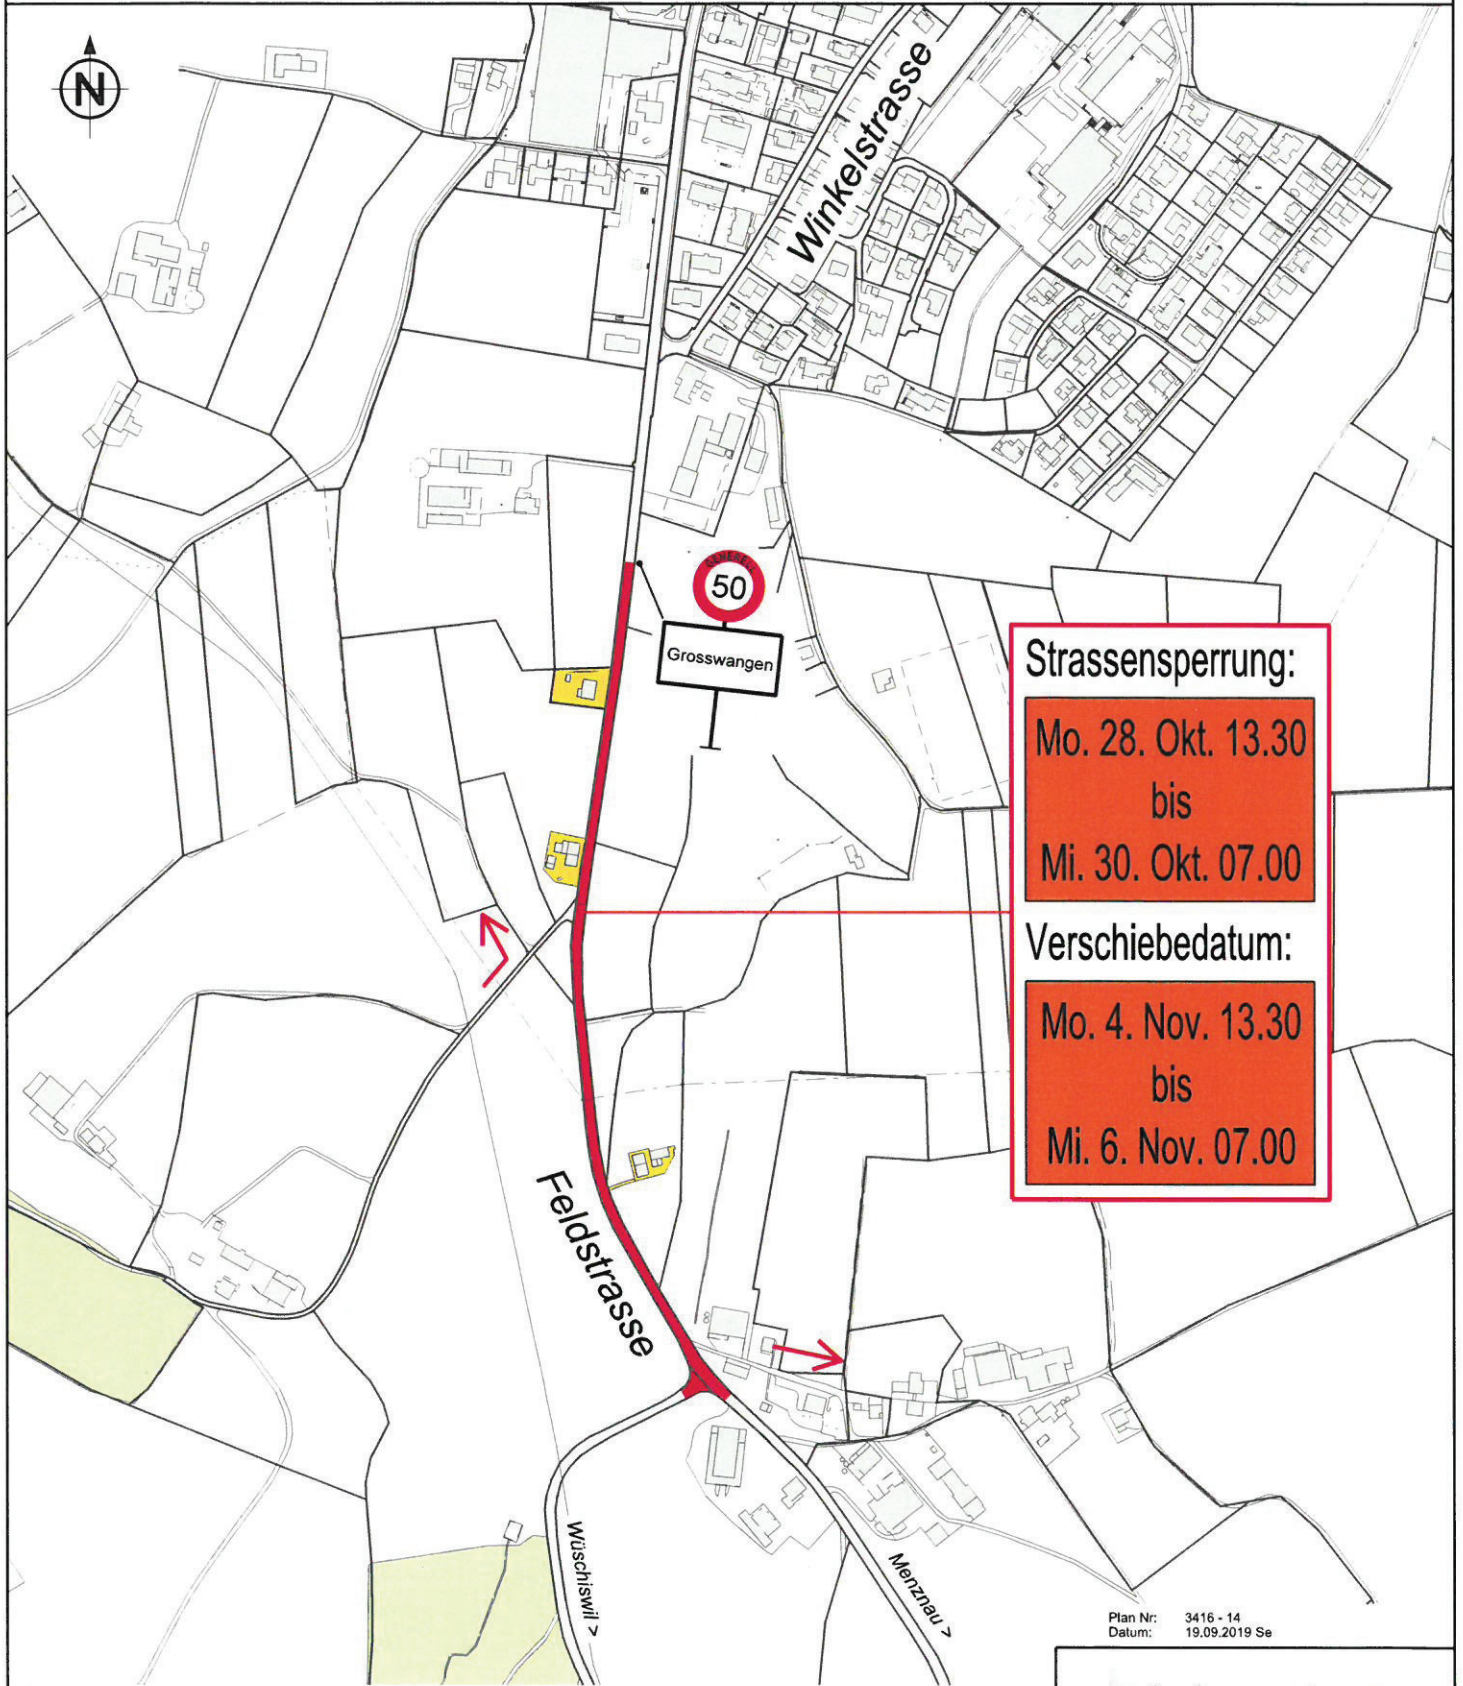 N
Winkelstrasse
GENERELL
50
Grosswangen
Strassensperrung:
Mo. 28. Okt. 13.30
bis
Mi. 30. Okt. 07.00
Verschiebedatum:
Mo. 4. Nov. 13.30
bis
Mi. 6. Nov. 07.00
Feldstrasse
Wüschiswil >
Menznau >
Plan Nr: 3416 - 14
Datum: 19.09.2019 Se